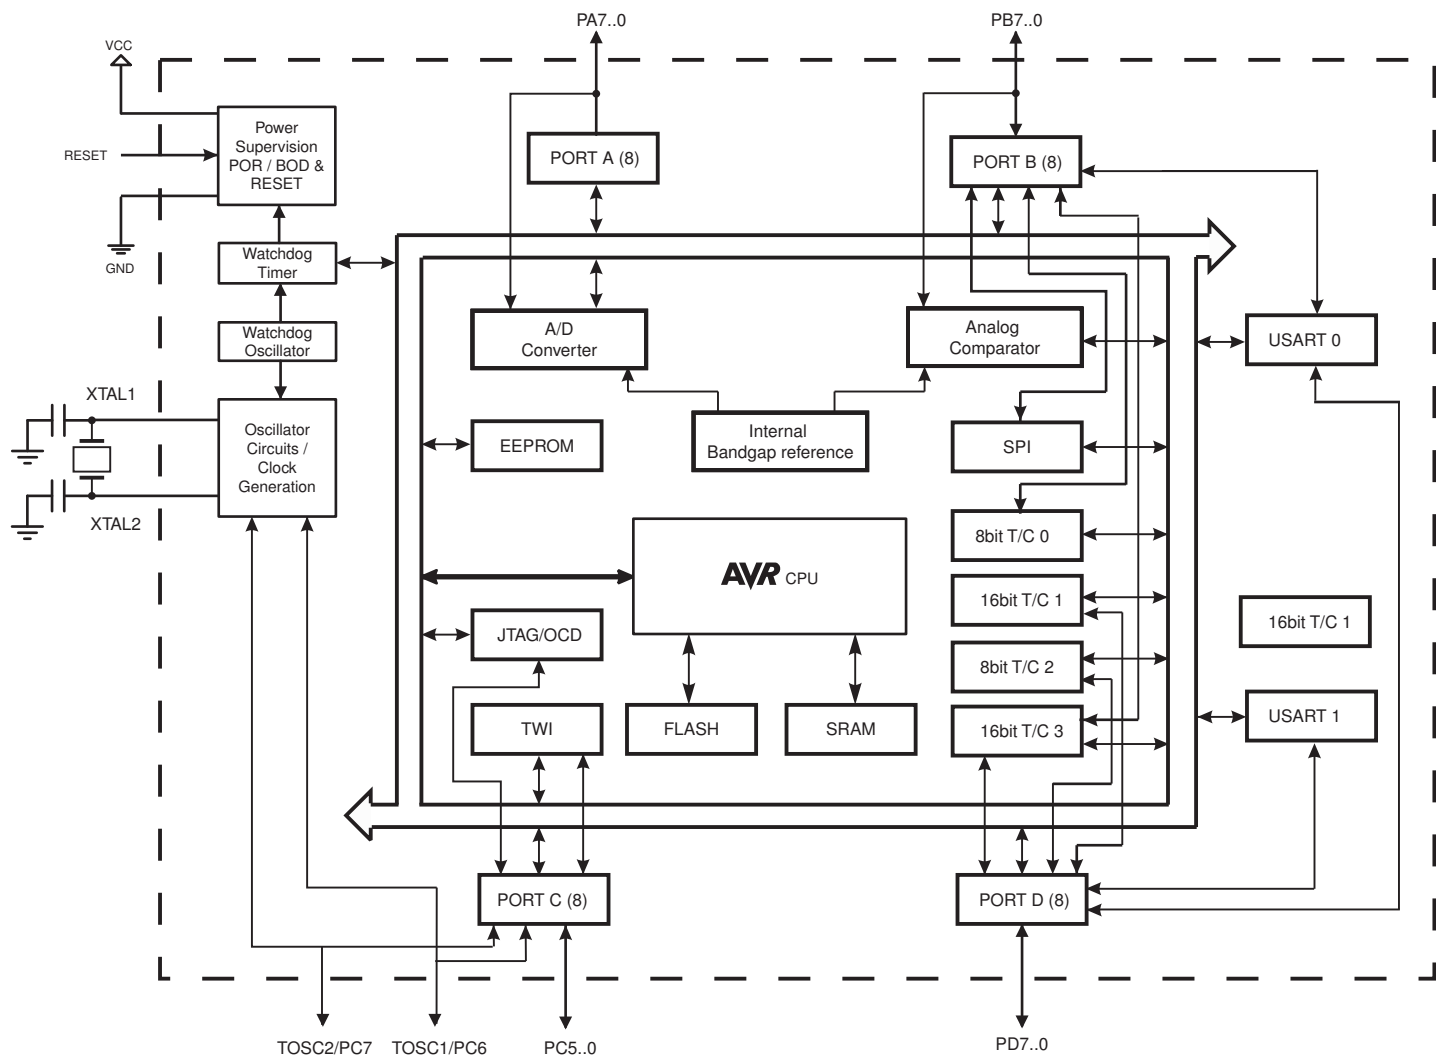 PA7..0
PB7..0
VCC
Power
Supervision
POR / BOD &
RESET
RESET
PORT A (8)
PORT B (8)
GND
Watchdog
Timer
Watchdog
Oscillator
A/D
Converter
Analog
Comparator
USART 0
XTAL1
Oscillator
Circuits /
Clock
Generation
XTAL2
EEPROM
Internal
Bandgap reference
SPI
8bit T/C 0
AVR CPU
16bit T/C 1
16bit T/C 1
JTAG/OCD
8bit T/C 2
TWI
FLASH
SRAM
16bit T/C 3
USART 1
PORT C (8)
PORT D (8)
TOSC2/PC7
TOSC1/PC6
PC5..0
PD7..0